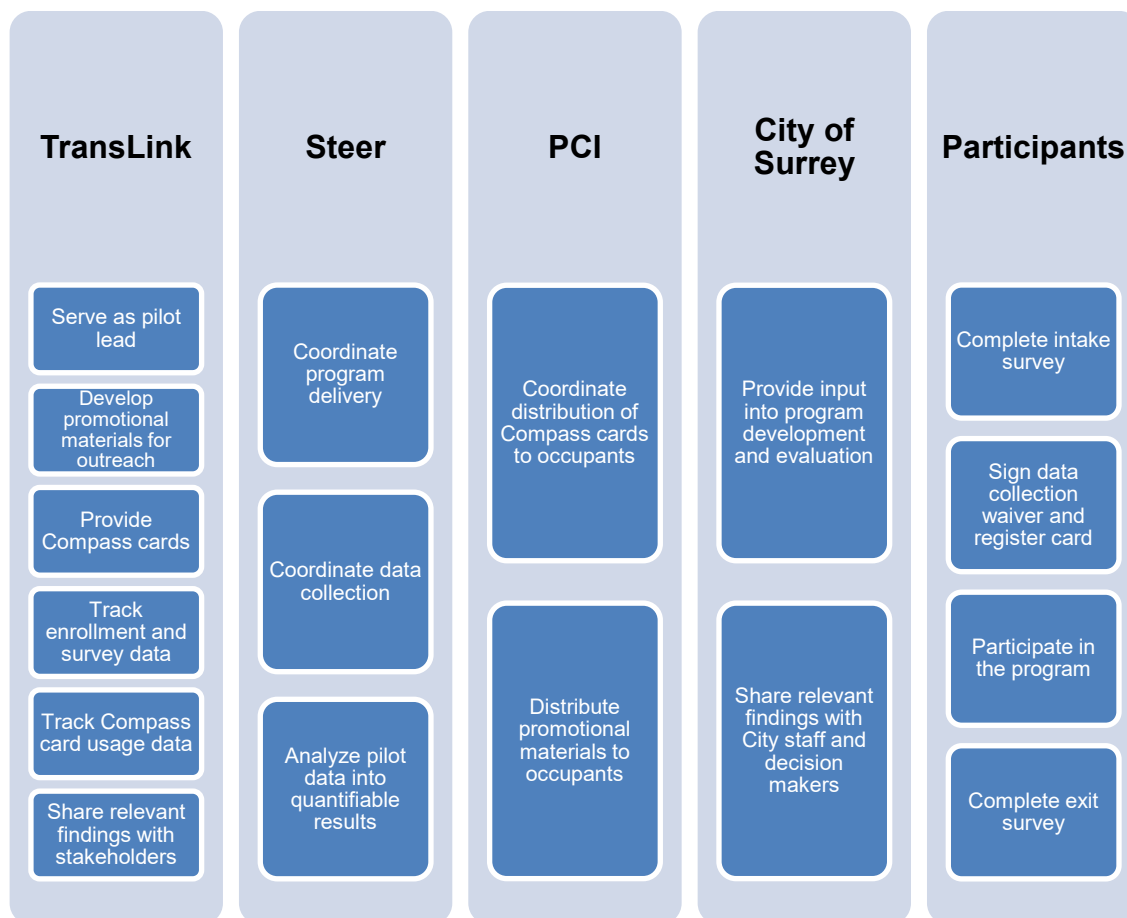 TransLink
Serve as pilot
lead
Develop
promotional
materials for
outreach
Provide
Compass cards
Track
enrollment and
survey data
Track Compass
card usage data
Share relevant
findings with
stakeholders
Steer
Coordinate
program
delivery
Coordinate data
collection
Analyze pilot
data into
quantifiable
results
PCI
Coordinate
distribution of
Compass cards
to occupants
Distribute
promotional
materials to
occupants
City of
Surrey
Provide input
into program
development
and evaluation
Share relevant
findings with
City staff and
decision
makers
Participants
Complete intake
survey
Sign data
collection
waiver and
register card
Participate in
the program
Complete exit
survey